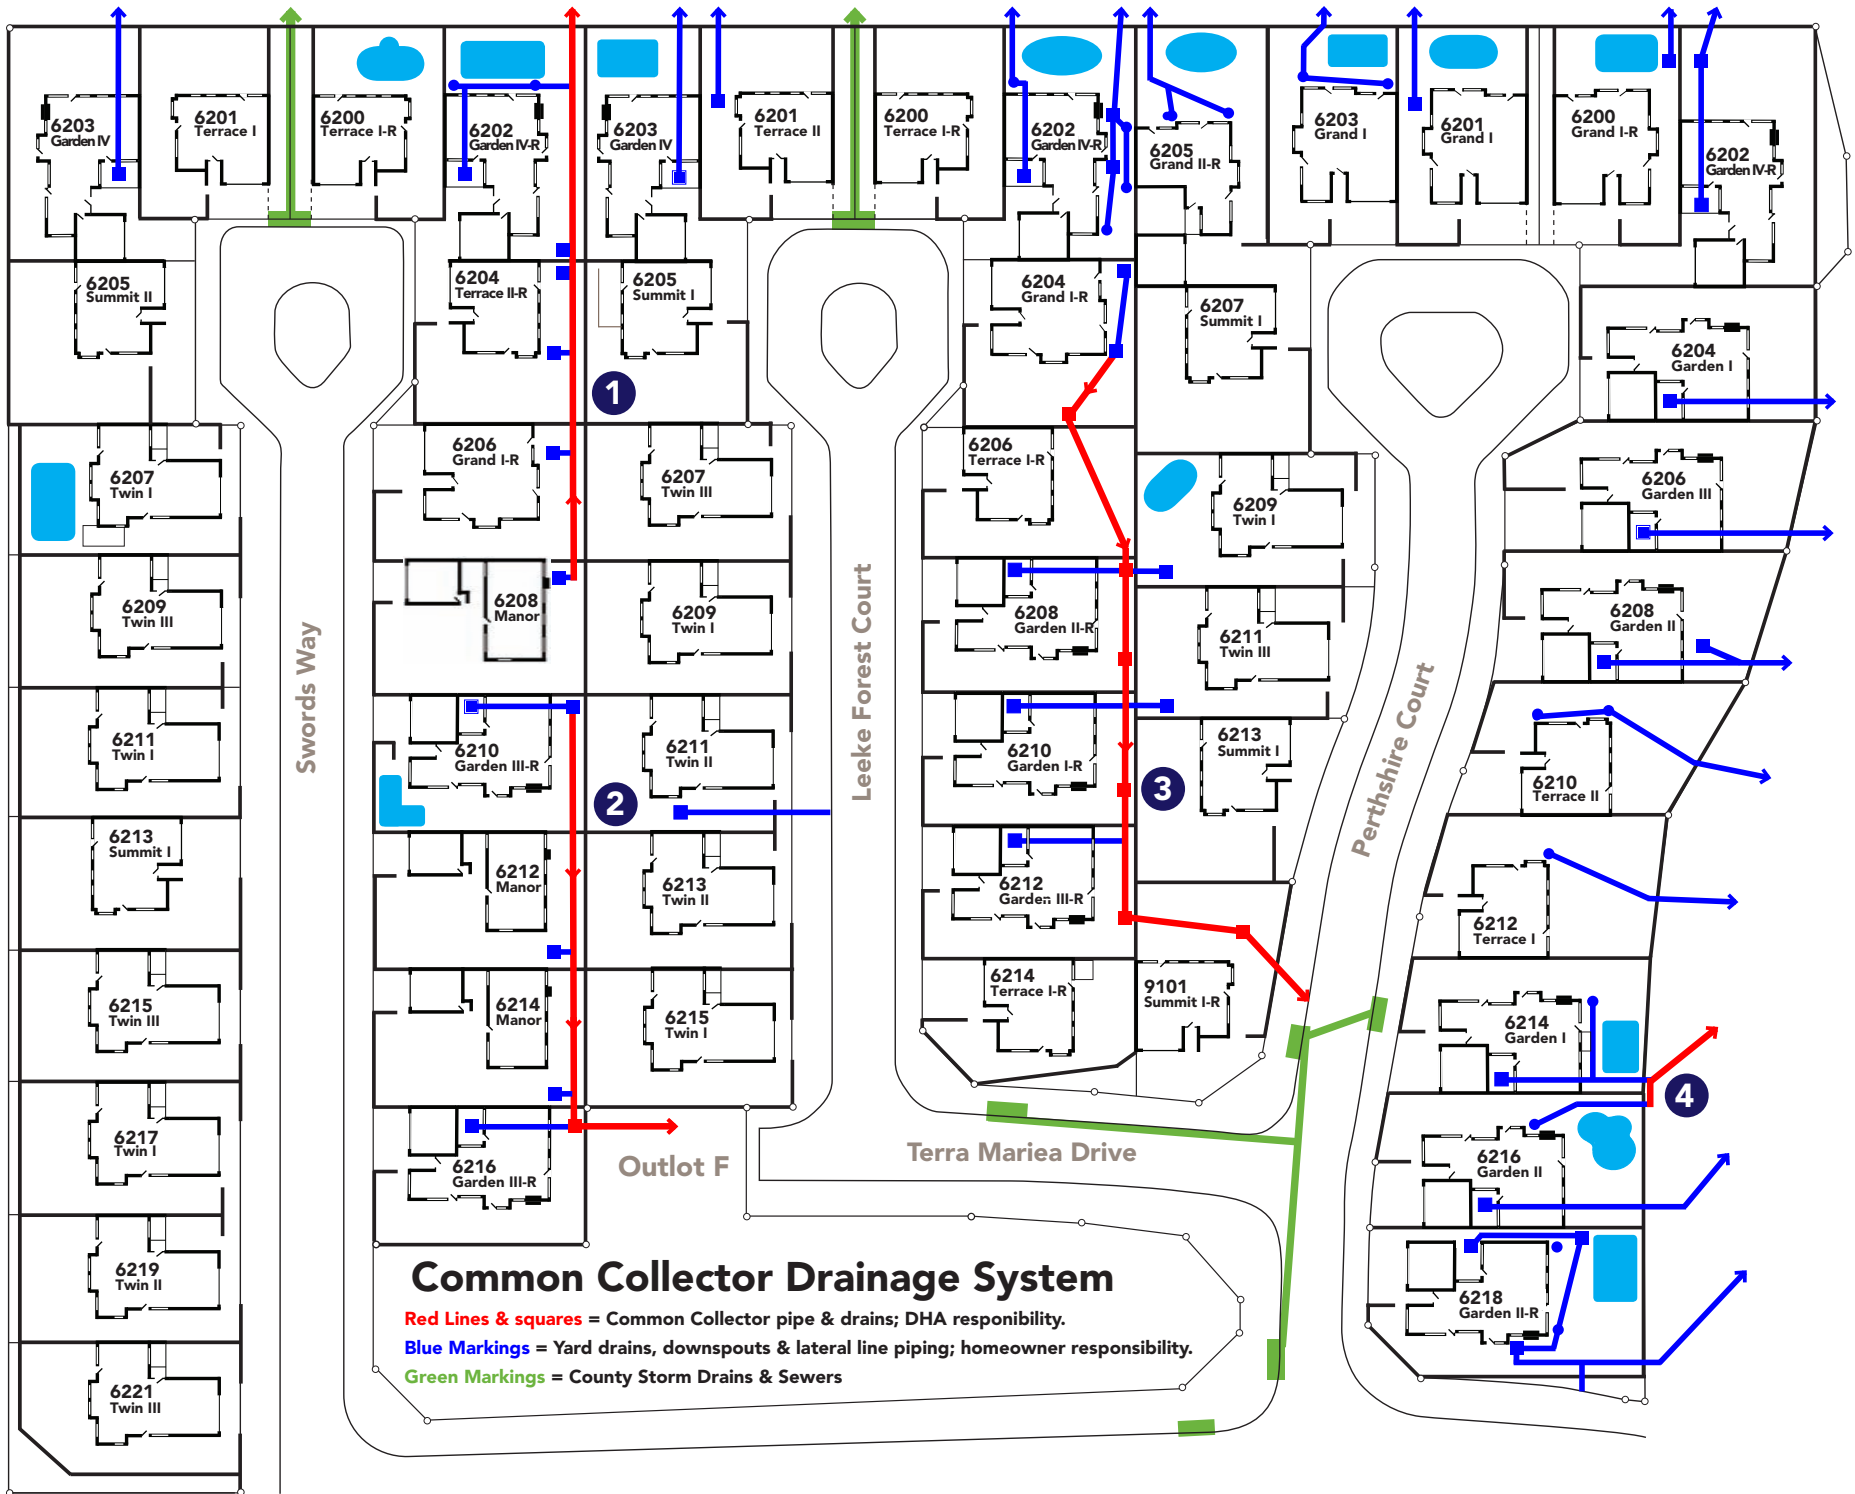 6203
Garden IV
6201
Terrace I
6200
Terrace I-R
6202
Garden IV-R
6203
Garden IV
6201
Terrace II
6200
Terrace I-R
6202
Garden IV-R
6205
Grand II-R
6203
Grand I
6201
Grand I
6200
Grand I-R
6202
Garden IV-R
6205
Summit II
6204
Terrace II-R
6205
Summit I
6204
Grand I-R
6207
Summit I
6204
Garden I
1
6207
Twin I
6206
Grand I-R
6207
Twin III
6206
Terrace I-R
6209
Twin I
6206
Garden III
6209
Twin III
6208
Manor
6209
Twin I
6208
Garden II-R
6211
Twin III
6208
Garden II
Swords Way
Leeke Forest Court
Perthshire Court
6211
Twin I
6210
Garden III-R
6211
Twin II
6210
Garden I-R
6213
Summit I
6210
Terrace II
2
3
6213
Summit I
6212
Manor
6213
Twin II
6212
Garden III-R
6212
Terrace I
6215
Twin III
6214
Manor
6215
Twin I
6214
Terrace I-R
9101
Summit I-R
6214
Garden I
4
6217
Twin I
6216
Garden III-R
Outlot F
Terra Mariea Drive
6216
Garden II
6219
Twin II
6218
Garden II-R
6221
Twin III
Common Collector Drainage System
Red Lines & squares = Common Collector pipe & drains; DHA responibility.
Blue Markings = Yard drains, downspouts & lateral line piping; homeowner responsibility.
Green Markings = County Storm Drains & Sewers